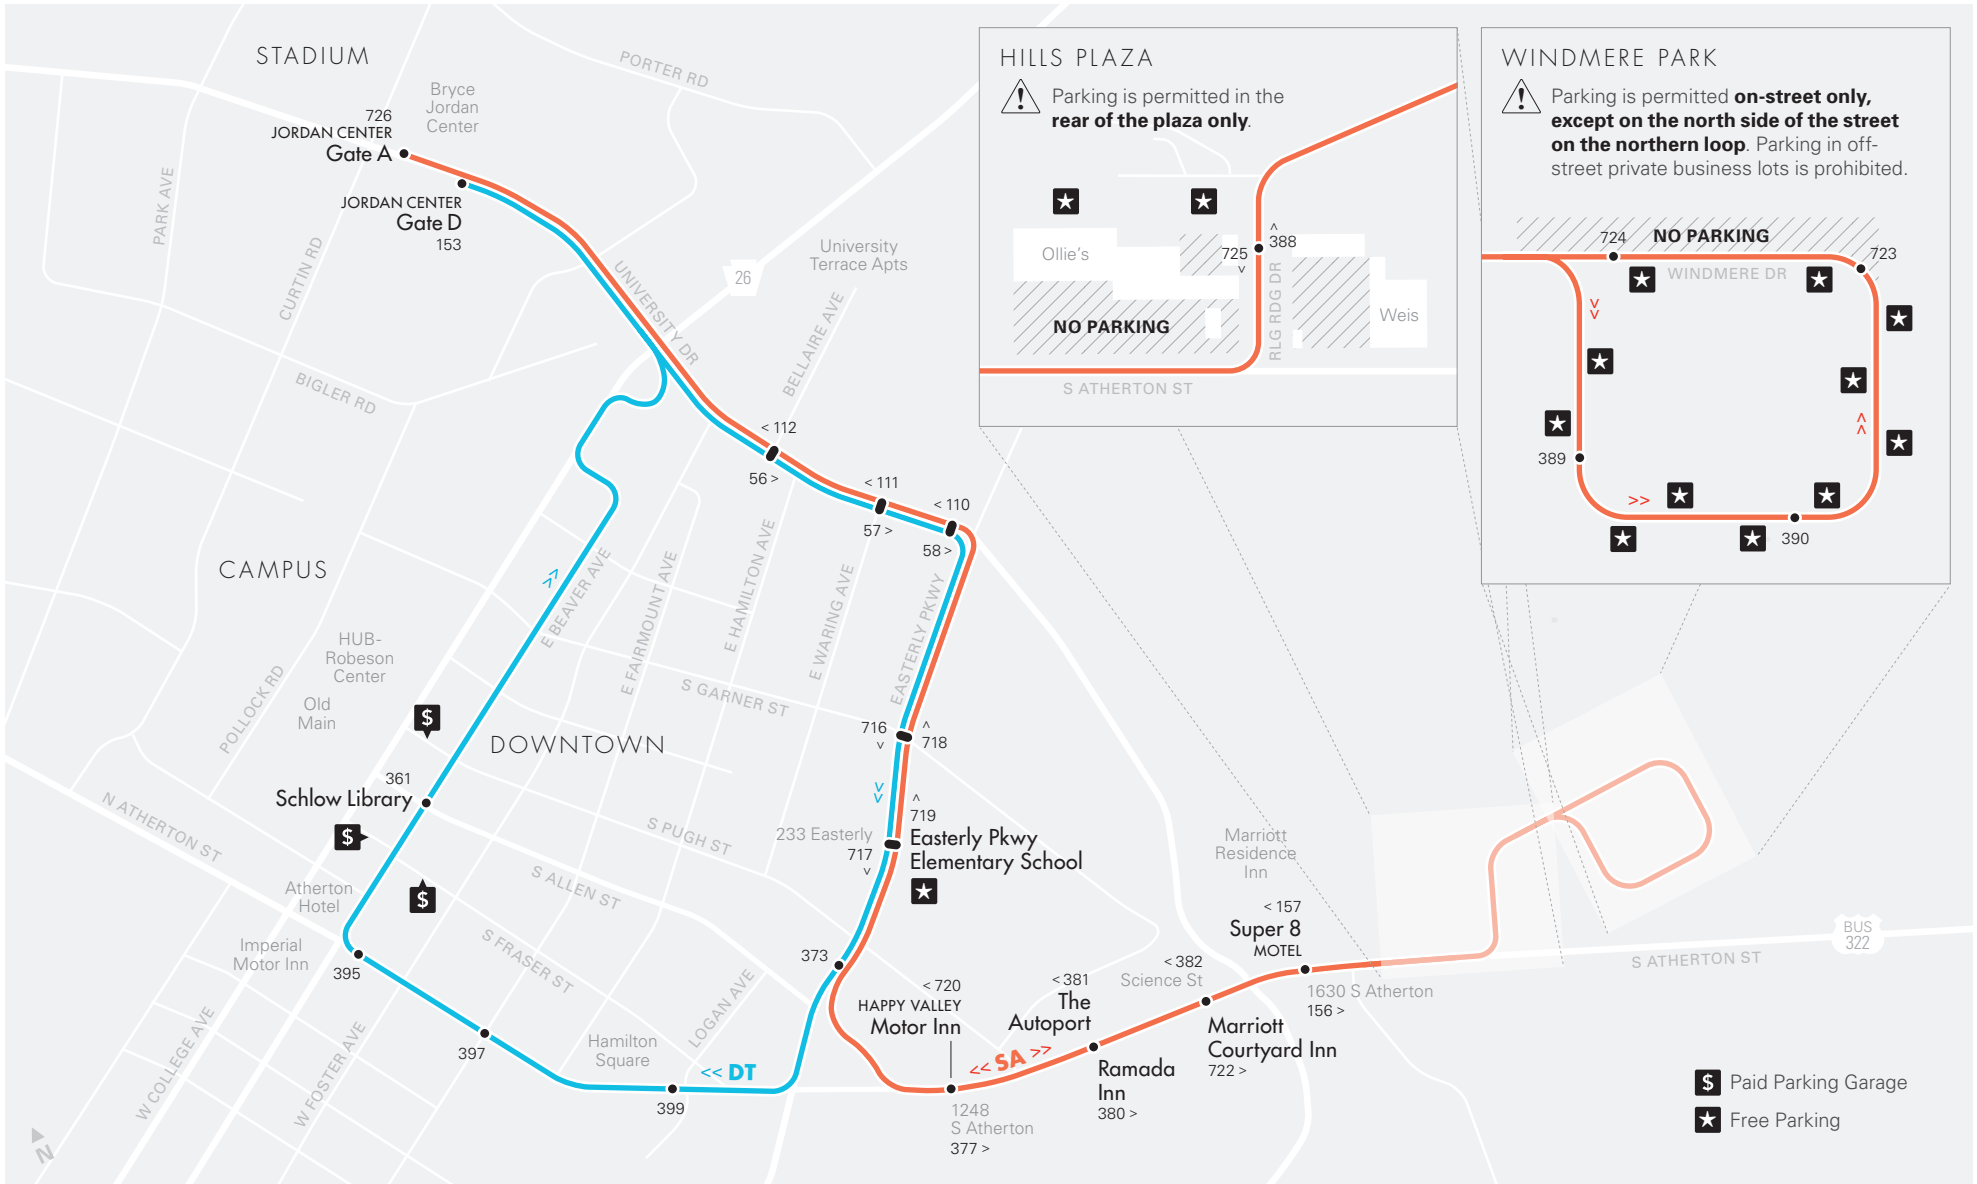 STADIUM
Bryce
Jordan
Center
726
JORDAN CENTER
Gate A
JORDAN CENTER
Gate D
153
PORTER RD
PARK AVE
CURTIN RD
BIGLER RD
UNIVERSITY DR
26
University
Terrace Apts
BELLAIRE AVE
< 112
56 >
< 111
57 >
< 110
58 >
CAMPUS
HUB-
Robeson
Center
Old
Main
POLLOCK RD
>>
E BEAVER AVE
E FAIRMOUNT AVE
E HAMILTON AVE
E WARING AVE
EASTERLY PKWY
S GARNER ST
716
v
^
718
DOWNTOWN
$
361
Schlow Library
$
$
N ATHERTON ST
S PUGH ST
>>
^
719
233 Easterly
717
v
Easterly Pkwy
Elementary School
S ALLEN ST
Atherton
Hotel
Imperial
Motor Inn
395
S FRASER ST
373
397
LOGAN AVE
Hamilton
Square
<< DT
399
W COLLEGE AVE
W FOSTER AVE
N
< 720
HAPPY VALLEY
Motor Inn
<< SA >>
1248
S Atherton
377 >
< 381
The
Autoport
Ramada
Inn
380 >
< 382
Science St
Marriott
Courtyard Inn
722 >
Marriott
Residence
Inn
< 157
Super 8
MOTEL
1630 S Atherton
156 >
S ATHERTON ST
BUS
322
$ Paid Parking Garage
Free Parking
HILLS PLAZA
! Parking is permitted in the
rear of the plaza only.
Ollie's
NO PARKING
^
388
725
v
RLG RDG DR
Weis
S ATHERTON ST
WINDMERE PARK
! Parking is permitted on-street only,
except on the north side of the street
on the northern loop. Parking in off-
street private business lots is prohibited.
724
NO PARKING
723
WINDMERE DR
>>
389
>>
390
>>